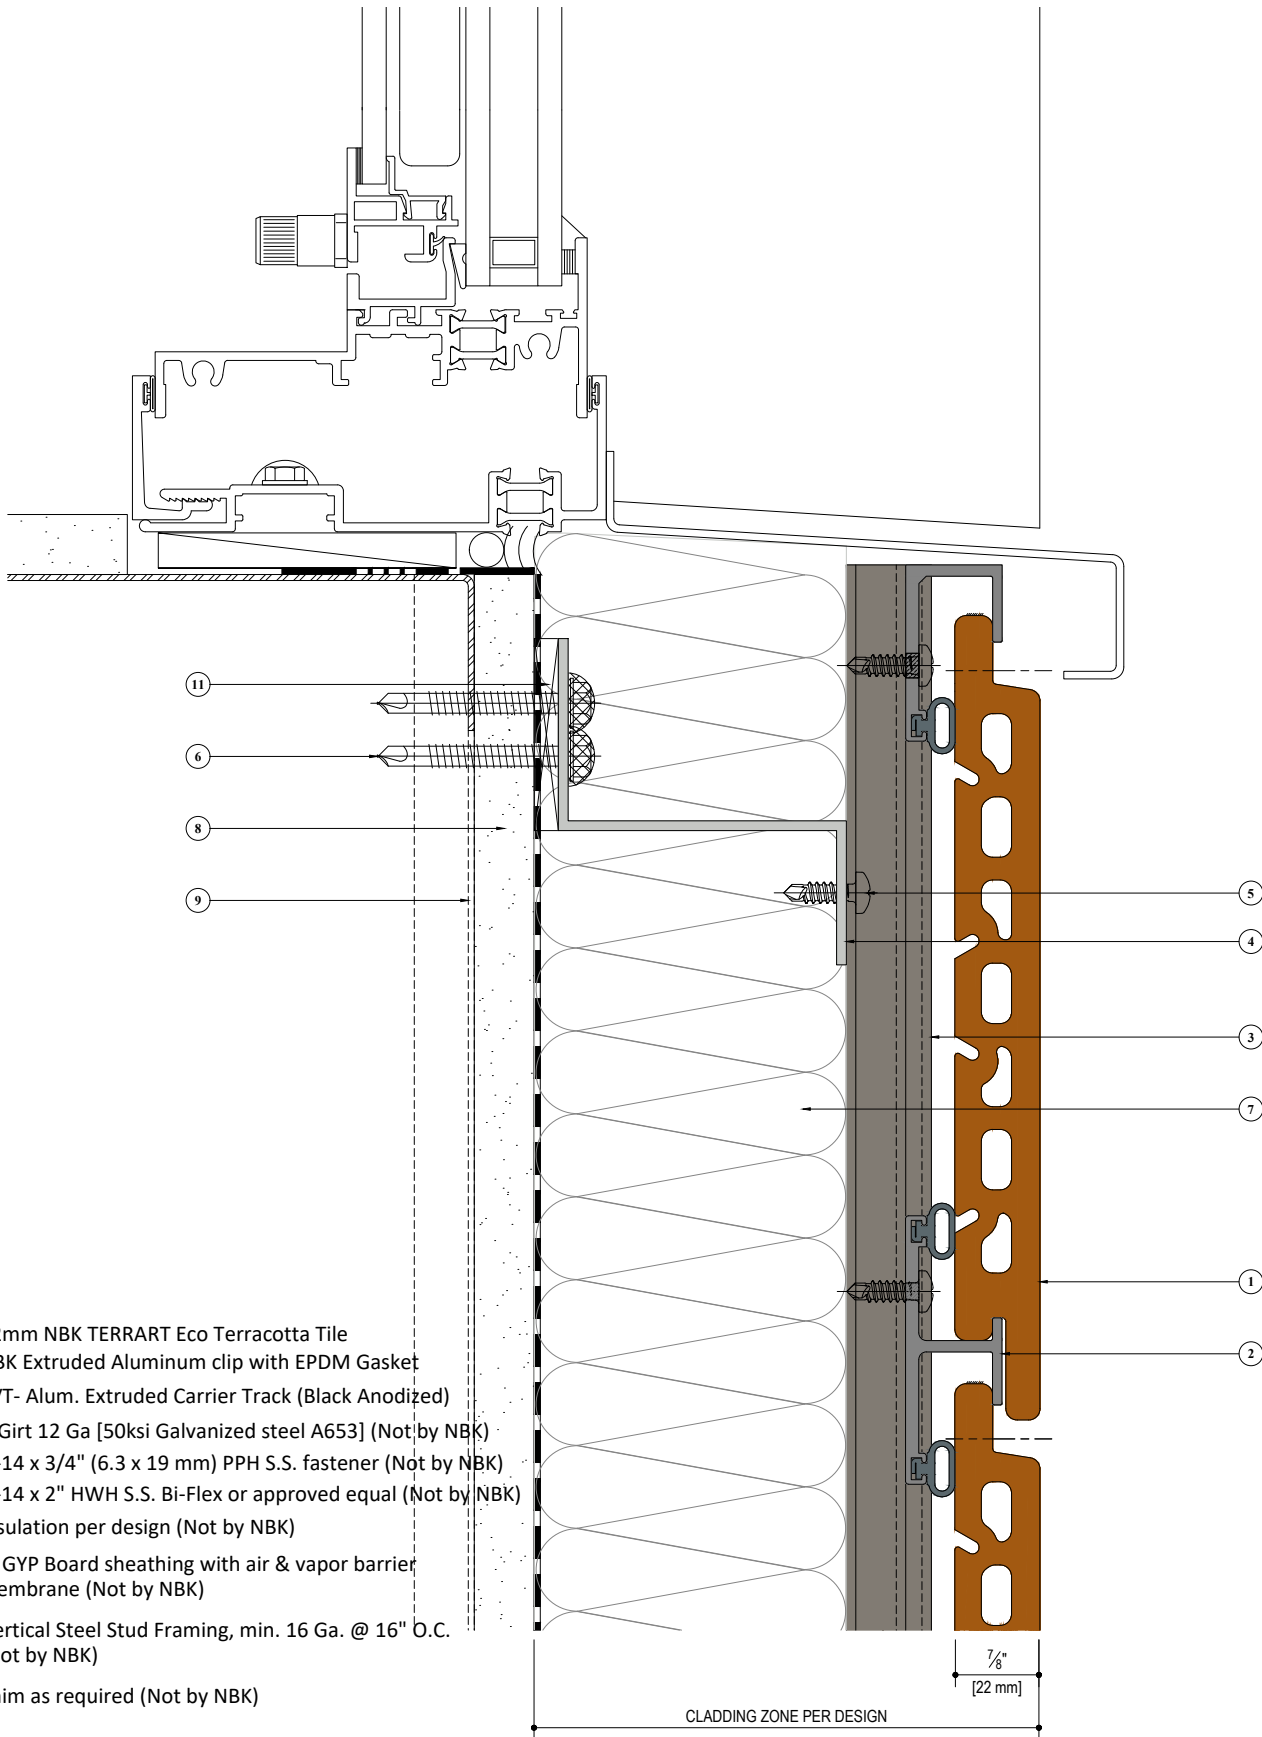 11
6
8
9
5
4
3
7
1
2
2mm NBK TERRART Eco Terracotta Tile
BK Extruded Aluminum clip with EPDM Gasket
VT- Alum. Extruded Carrier Track (Black Anodized)
Girt 12 Ga [50ksi Galvanized steel A653] (Not by NBK)
-14 x 3/4" (6.3 x 19 mm) PPH S.S. fastener (Not by NBK)
-14 x 2" HWH S.S. Bi-Flex or approved equal (Not by NBK)
sulation per design (Not by NBK)
GYP Board sheathing with air & vapor barrier
embrane (Not by NBK)
ertical Steel Stud Framing, min. 16 Ga. @ 16" O.C.
ot by NBK)
him as required (Not by NBK)
7/8"
[22 mm]
CLADDING ZONE PER DESIGN